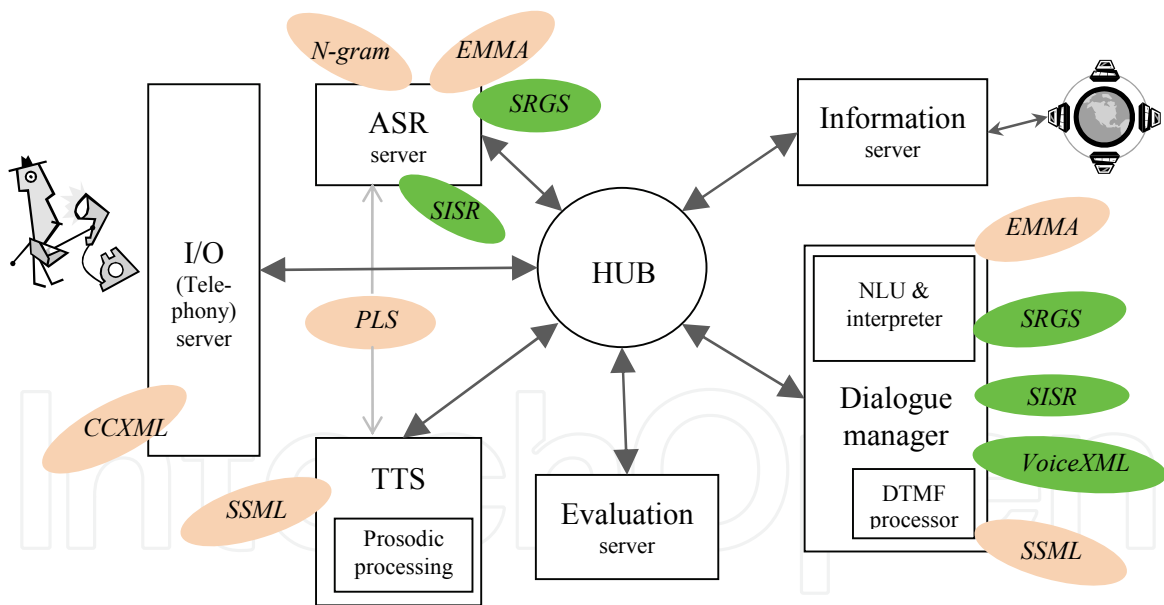 N-gram
EMMA
SRGS
ASR
server
SISR
Information
server
I/O
(Tele-
phony)
server
HUB
PLS
CCXML
EMMA
NLU &
interpreter
SRGS
Dialogue
manager
SISR
VoiceXML
DTMF
processor
SSML
TTS
SSML
Prosodic
processing
Evaluation
server
IntechOpen